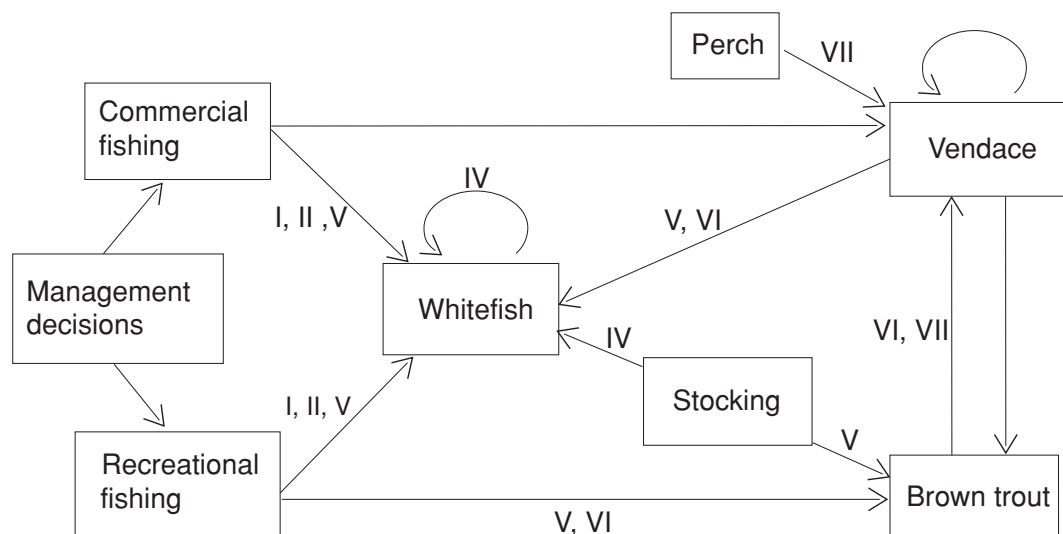 Perch
VII
Commercial
fishing
Vendace
IV
I, II ,V
V, VI
Management
decisions
Whitefish
IV
VI, VII
Stocking
I, II, V
V
Recreational
fishing
Brown trout
V, VI